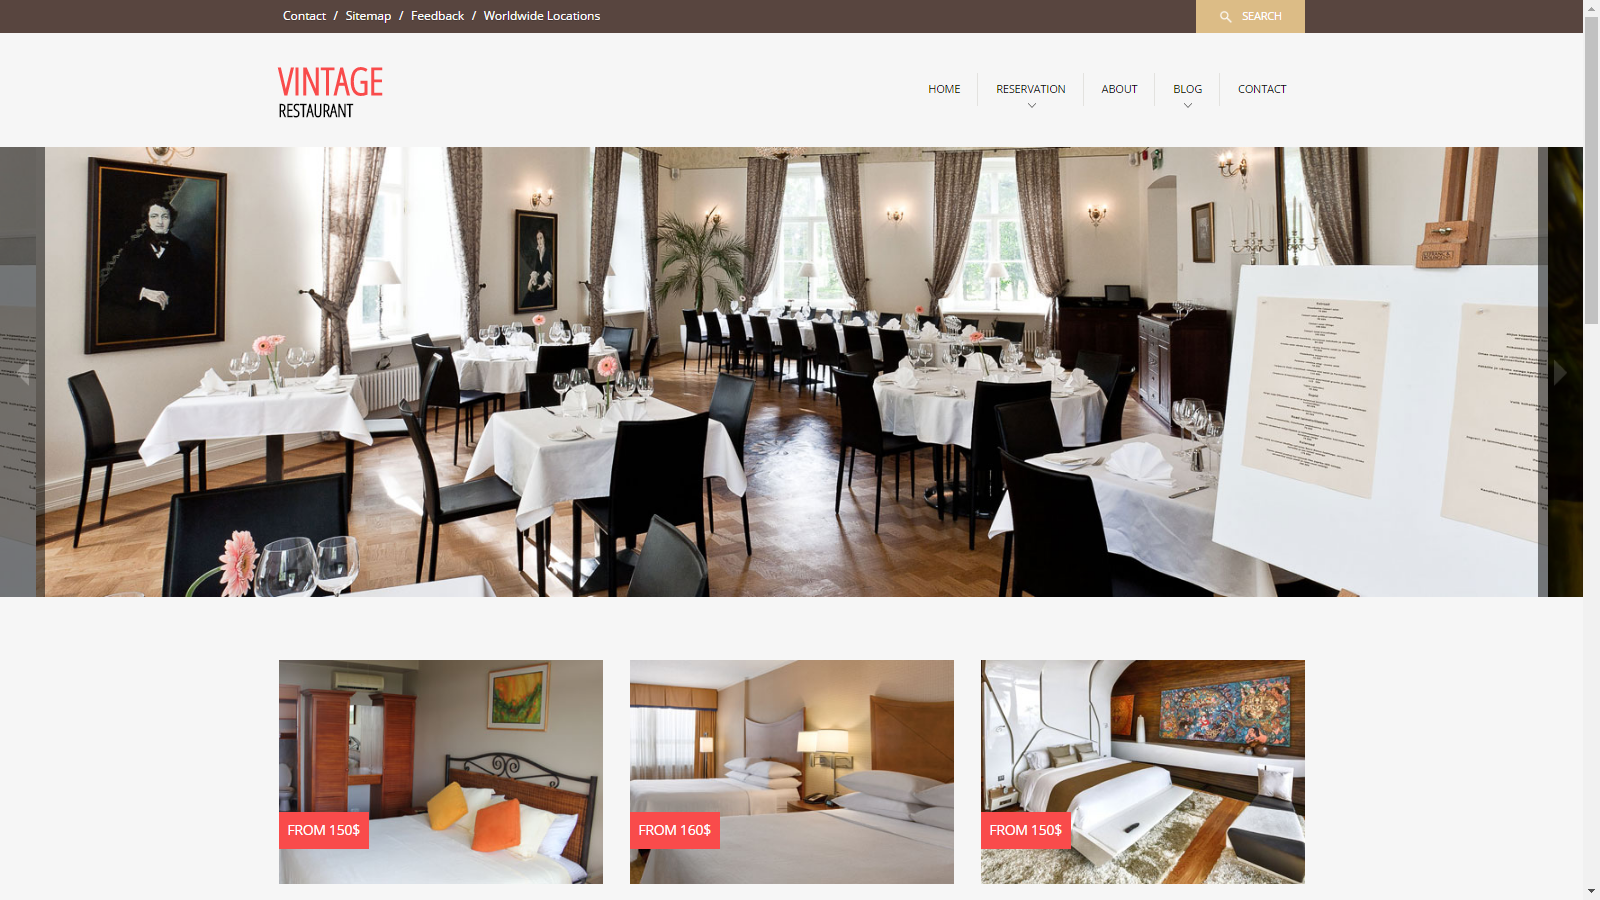 Contact / Sitemap / Feedback / Worldwide Locations
SEARCH
VINTAGE
RESTAURANT
HOME
RESERVATION
ABOUT
BLOG
CONTACT
FROM 150$
FROM 160$
FROM 150$